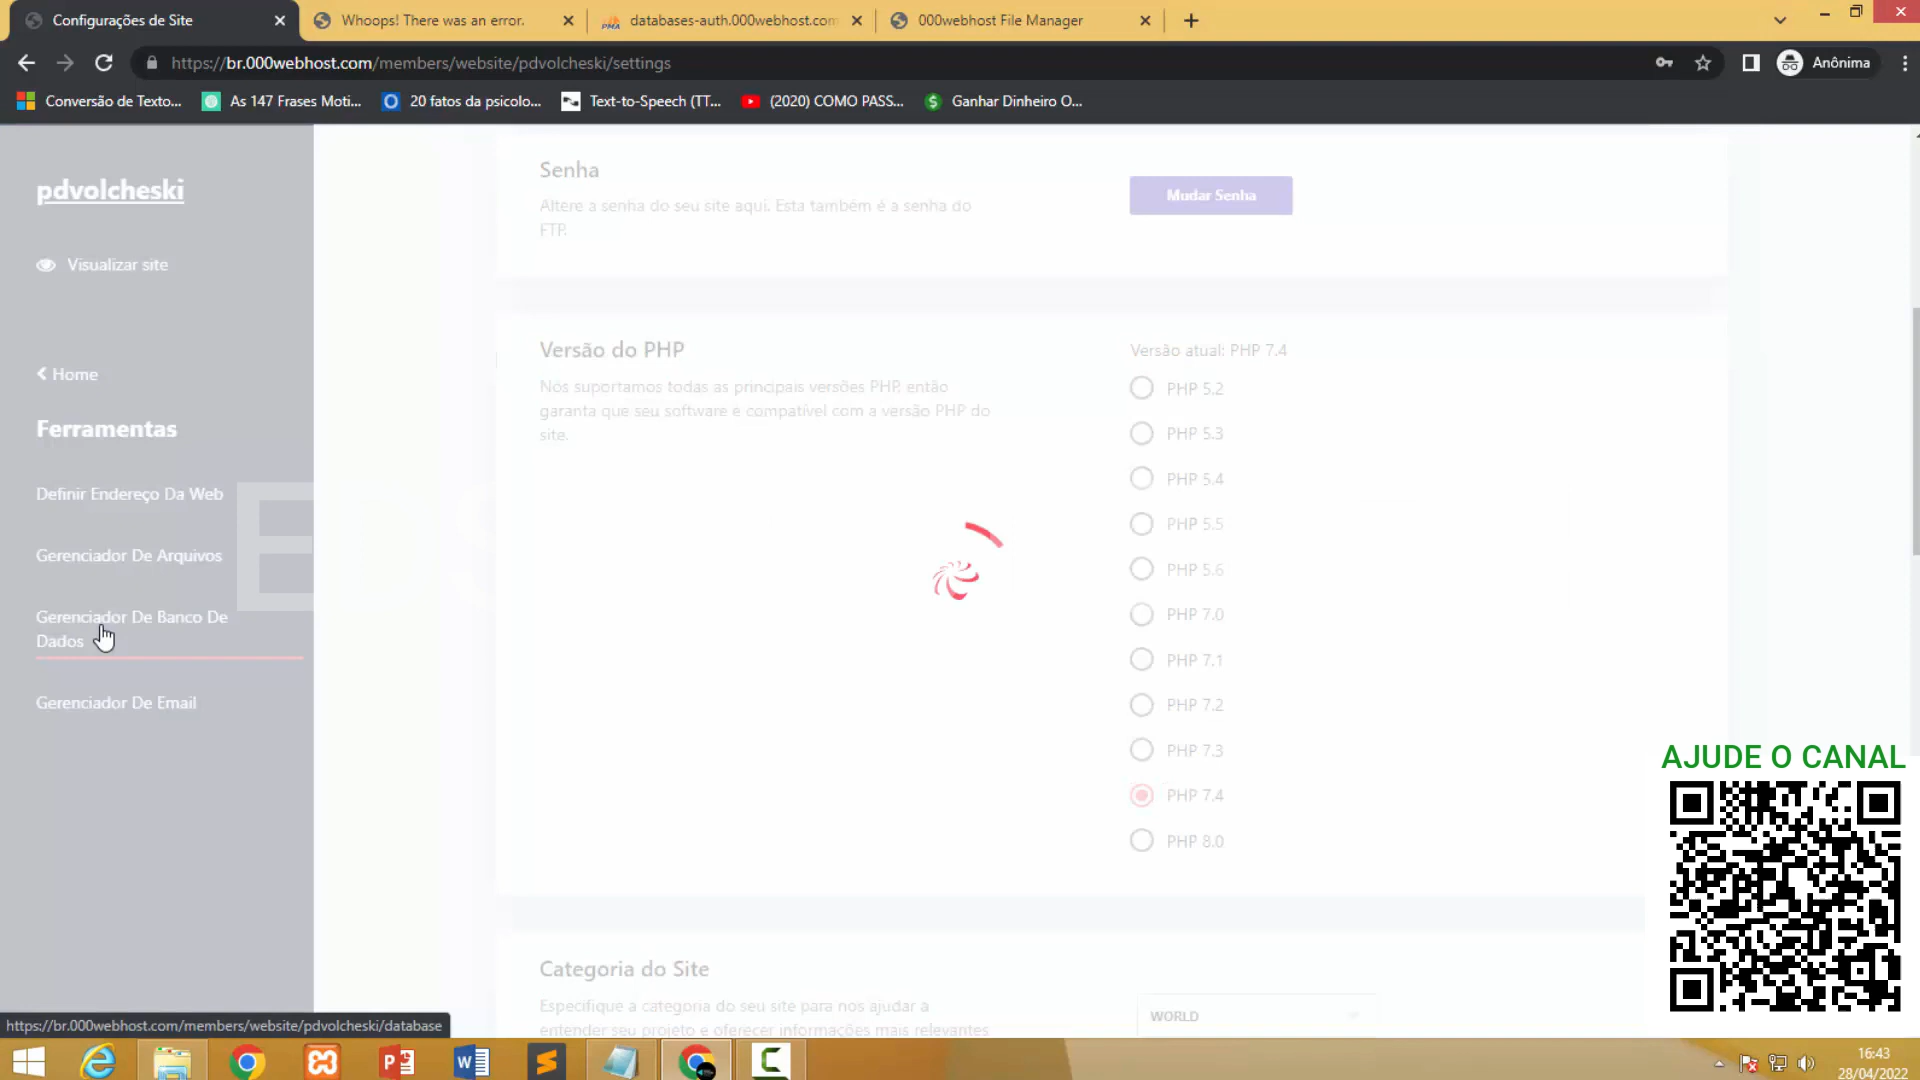 Configurações de Site
Whoops! There was an error.
databases-auth.000webhost.com
000webhost File Manager
https://br.000webhost.com/members/website/pdvolcheski/settings
Anônima
Conversão de Texto...
As 147 Frases Moti...
20 fatos da psicolo...
Text-to-Speech (TT...
(2020) COMO PASS...
Ganhar Dinheiro O...
pdvolcheski
Visualizar site
Home
Ferramentas
Definir Endereço Da Web
Gerenciador De Arquivos
Gerenciador De Banco De
Dados
Gerenciador De Email
Senha
Altere a senha do seu site aqui. Esta também é a senha do
FTP.
Mudar Senha
Versão do PHP
Nós suportamos todas as principais versões PHP, então
garanta que seu software e compatível com a versão PHP do
site.
Versão atual: PHP 7.4
PHP 5.2
PHP 5.3
PHP 5.4
PHP 5.5
PHP 5.6
PHP 7.0
PHP 7.1
PHP 7.2
PHP 7.3
PHP 7.4
PHP 8.0
Categoria do Site
Especifique a categoria do seu site para nos ajudar a
entender seu projeto e oferecer informações mais relevantes
WORLD
AJUDE O CANAL
https://br.000webhost.com/members/website/pdvolcheski/database
16:43
28/04/2022